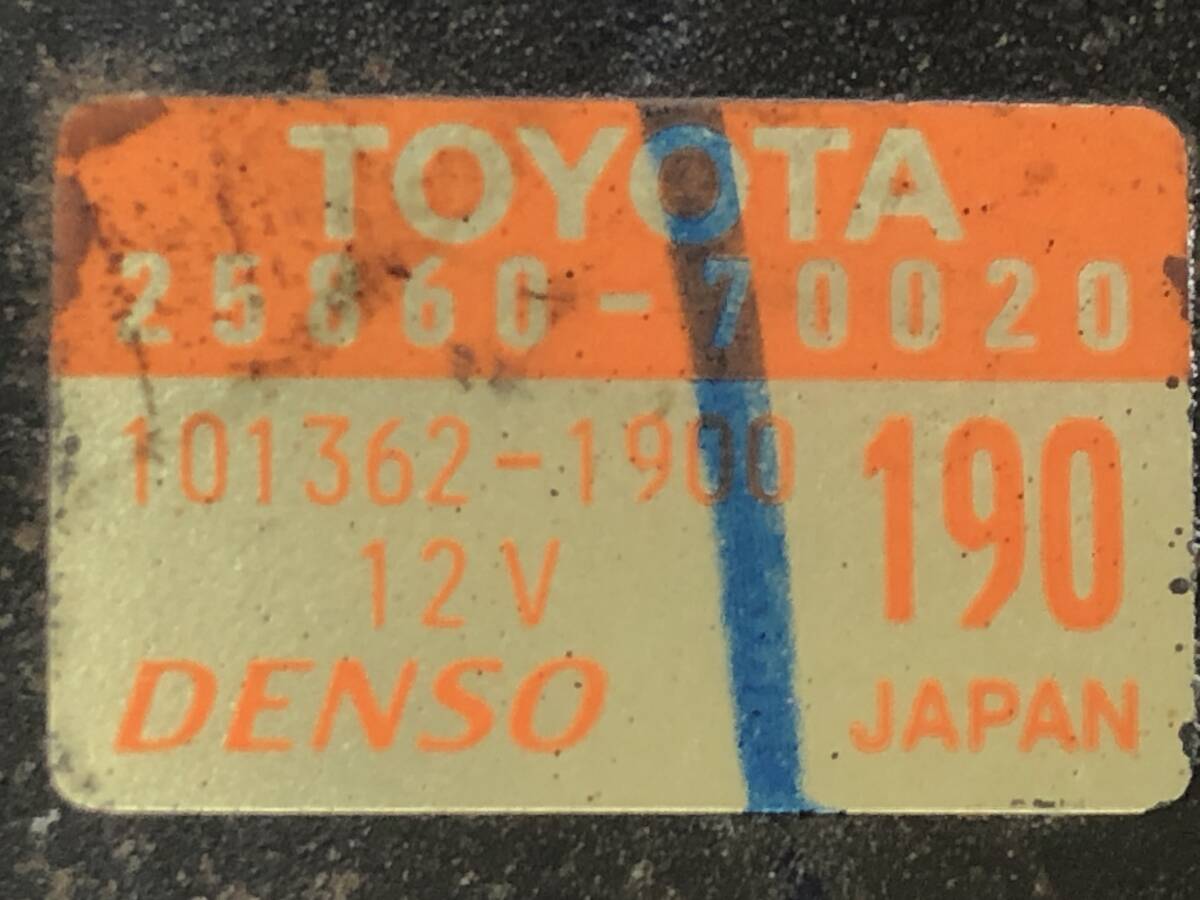 TOYOTA
25860-70020
101362-1900
190
12V
DENSO
JAPAN